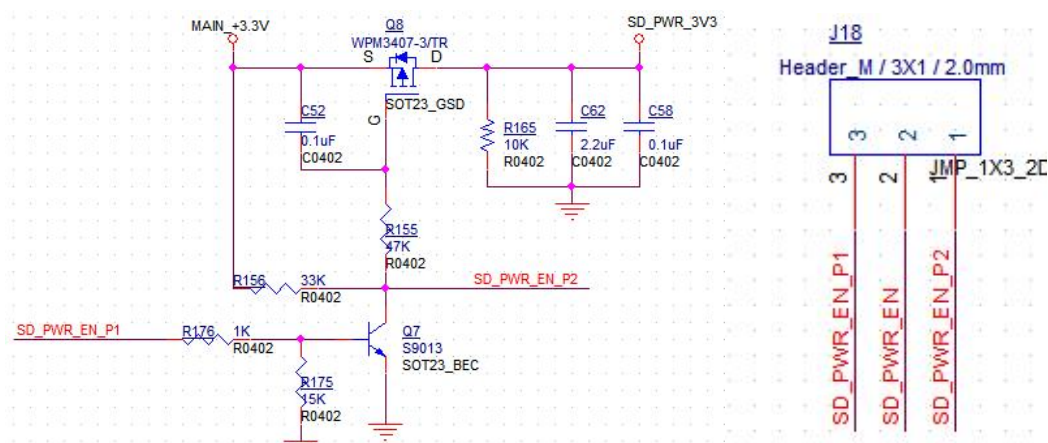 MAIN_+3.3V
Q8
WPM3407-3/TR
SD_PWR_3V3
S
D
G
SOT23_GSD
C52
0.1uF
C0402
R165
10K
R0402
C62
2.2uF
C0402
C58
0.1uF
C0402
R155
47K
R0402
R156
33K
R0402
SD_PWR_EN_P2
SD_PWR_EN_P1
R176
1K
R0402
Q7
S9013
SOT23_BEC
R175
15K
R0402
J18
Header_M / 3X1 / 2.0mm
3
2
1
JMP_1X3_2D
3
2
1
SD_PWR_EN_P1
SD_PWR_EN
SD_PWR_EN_P2